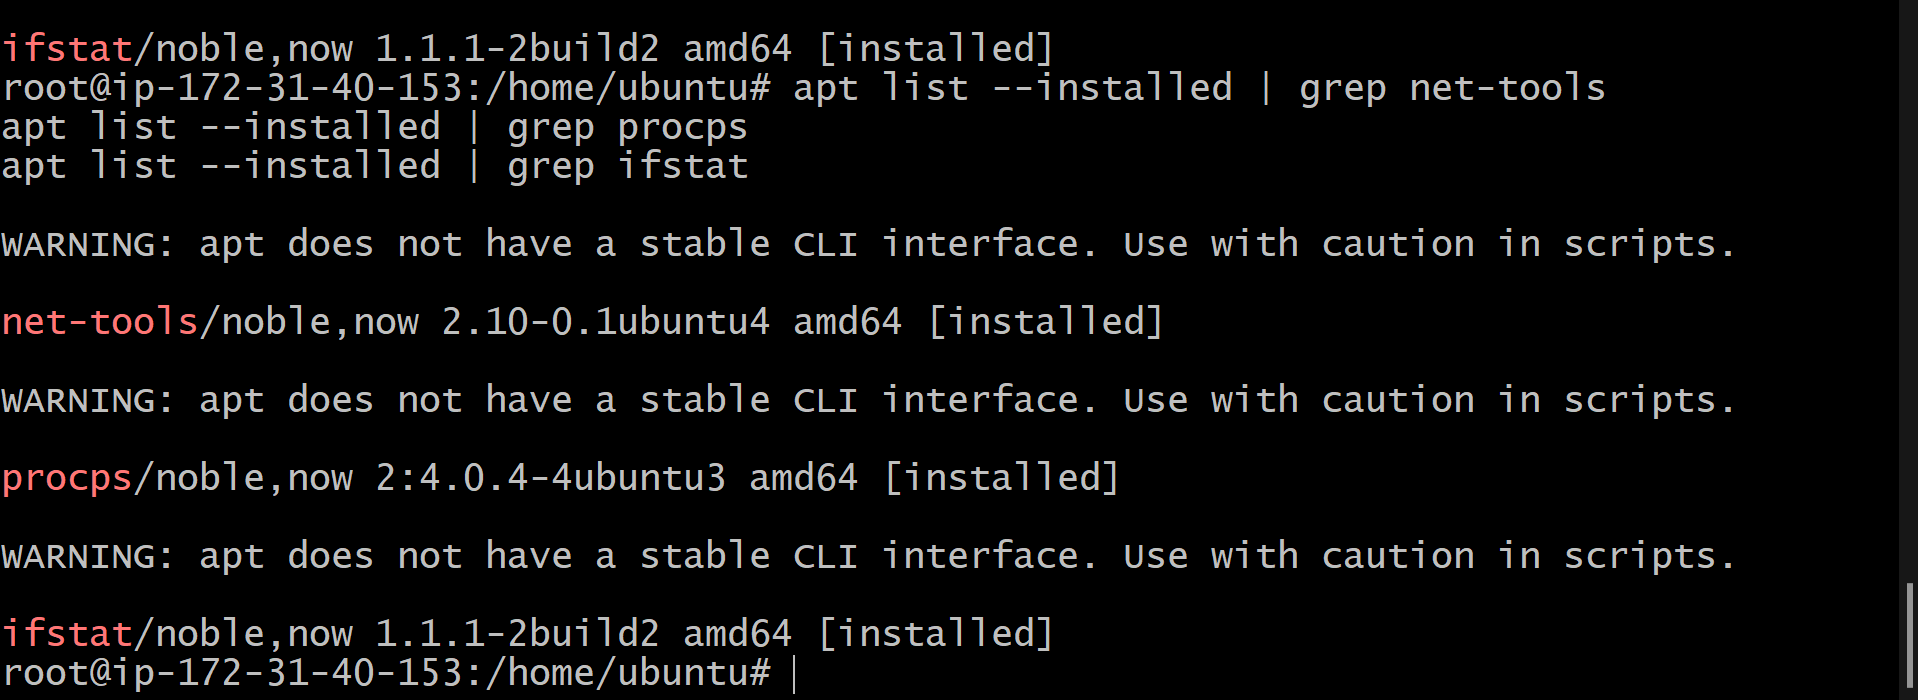 ifstat/noble,now 1.1.1-2build2 amd64 [installed]
root@ip-172-31-40-153:/home/ubuntu# apt list --installed | grep net-tools
apt list --installed | grep procps
apt list --installed | grep ifstat
WARNING: apt does not have a stable CLI interface. Use with caution in scripts.
net-tools/noble,now 2.10-0.1ubuntu4 amd64 [installed]
WARNING: apt does not have a stable CLI interface. Use with caution in scripts.
procps/noble,now 2:4.0.4-4ubuntu3 amd64 [installed]
WARNING: apt does not have a stable CLI interface. Use with caution in scripts.
ifstat/noble,now 1.1.1-2build2 amd64 [installed]
root@ip-172-31-40-153:/home/ubuntu#